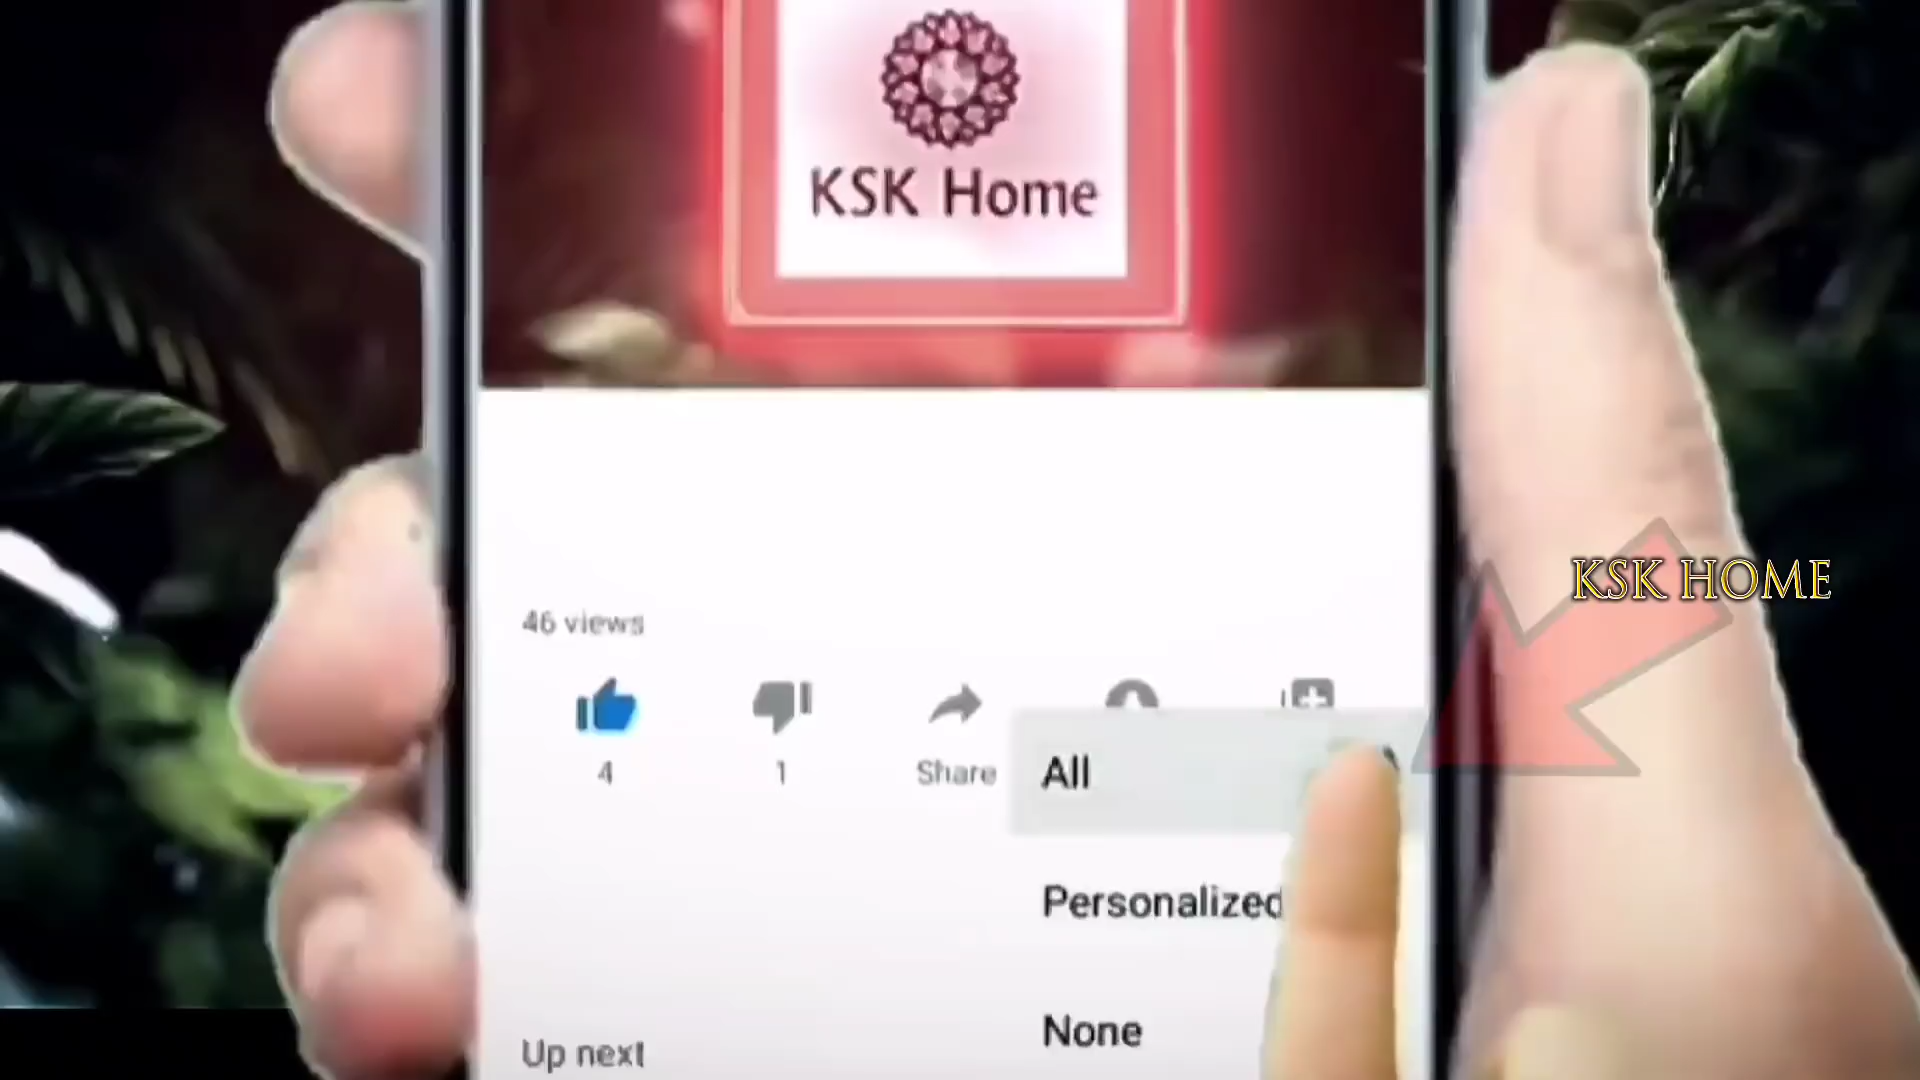 KSK Home
KSK HOME
46 views
4
1
Share
All
Personalized
None
Up next